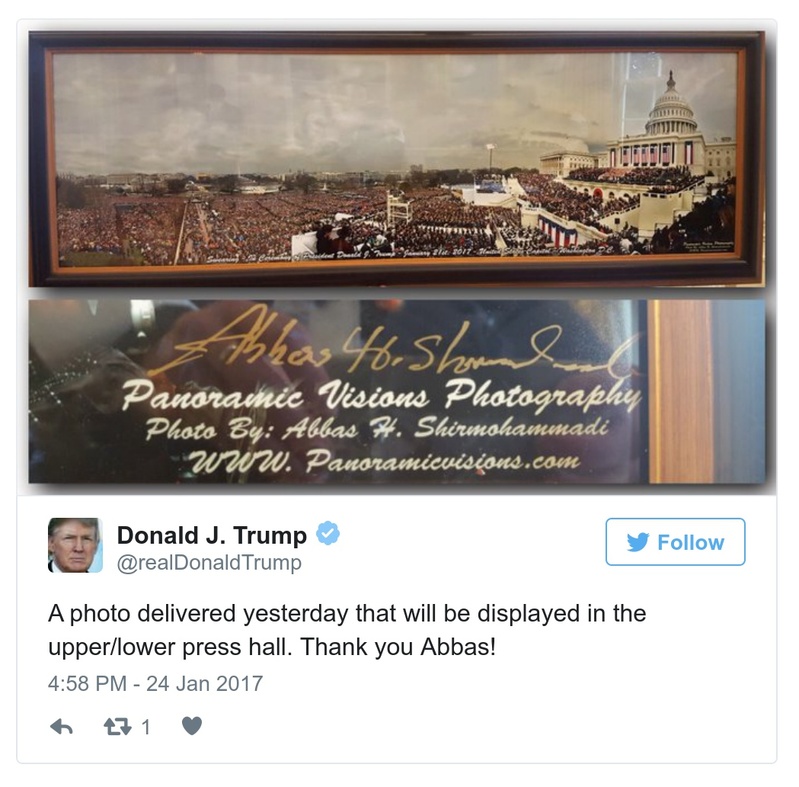 Swearing - In Ceremony of President Donald J. Trump January 21st, 2017 - United States Capitol - Washington D.C.
Abbas H.
Panoramic Visions Photography
Photo By: Abbas H. Shirmohammadi
WWW. Panoramicvisions.com
Donald J. Trump
@realDonaldTrump
Follow
A photo delivered yesterday that will be displayed in the
upper/lower press hall. Thank you Abbas!
4:58 PM - 24 Jan 2017
1